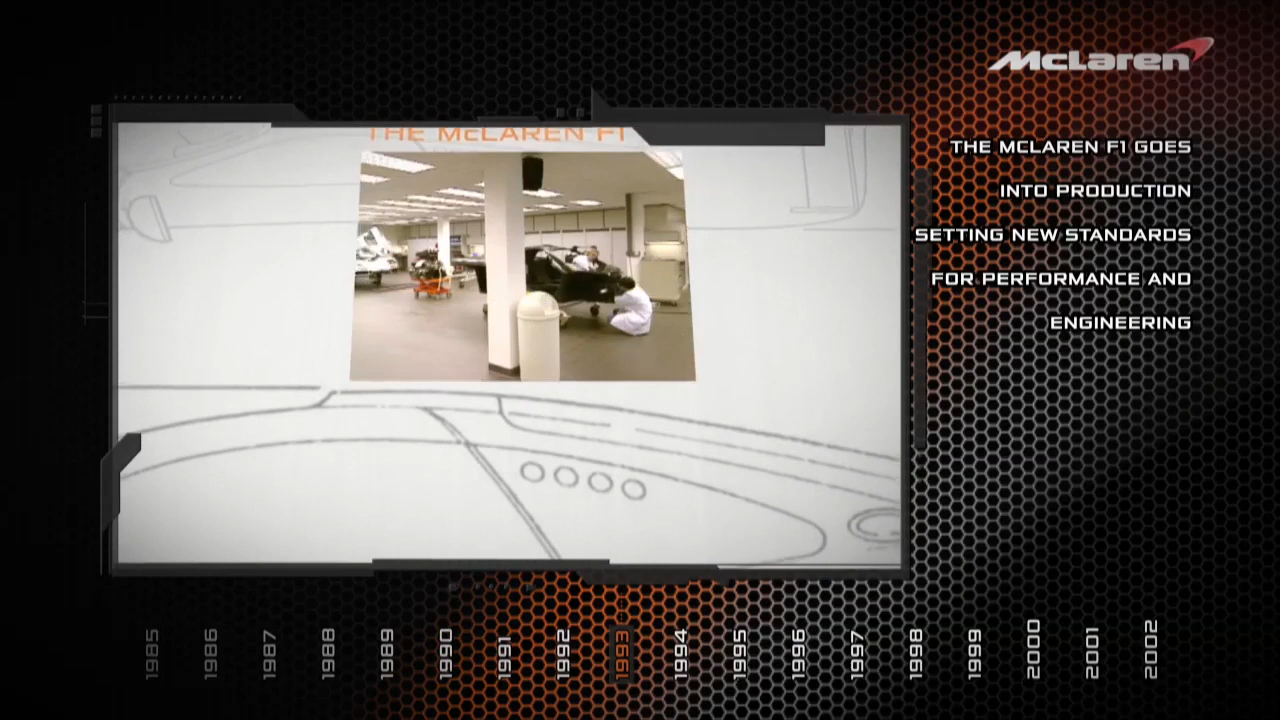 McLaren
THE McLAREN F1
THE MCLAREN F1 GOES
INTO PRODUCTION
SETTING NEW STANDARDS
FOR PERFORMANCE AND
ENGINEERING
1985
1986
1987
1988
1989
1990
1991
1992
1993
1994
1995
1996
1997
1998
1999
2000
2001
2002